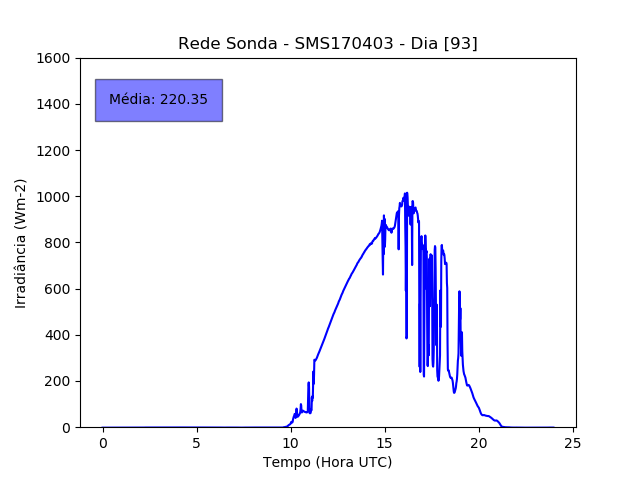 Rede Sonda - SMS170403 - Dia [93]
1600
1400
1200
1000
800
600
400
200
0
Média: 220.35
Irradiância (Wm-2)
0 5 10 15 20 25
Tempo (Hora UTC)